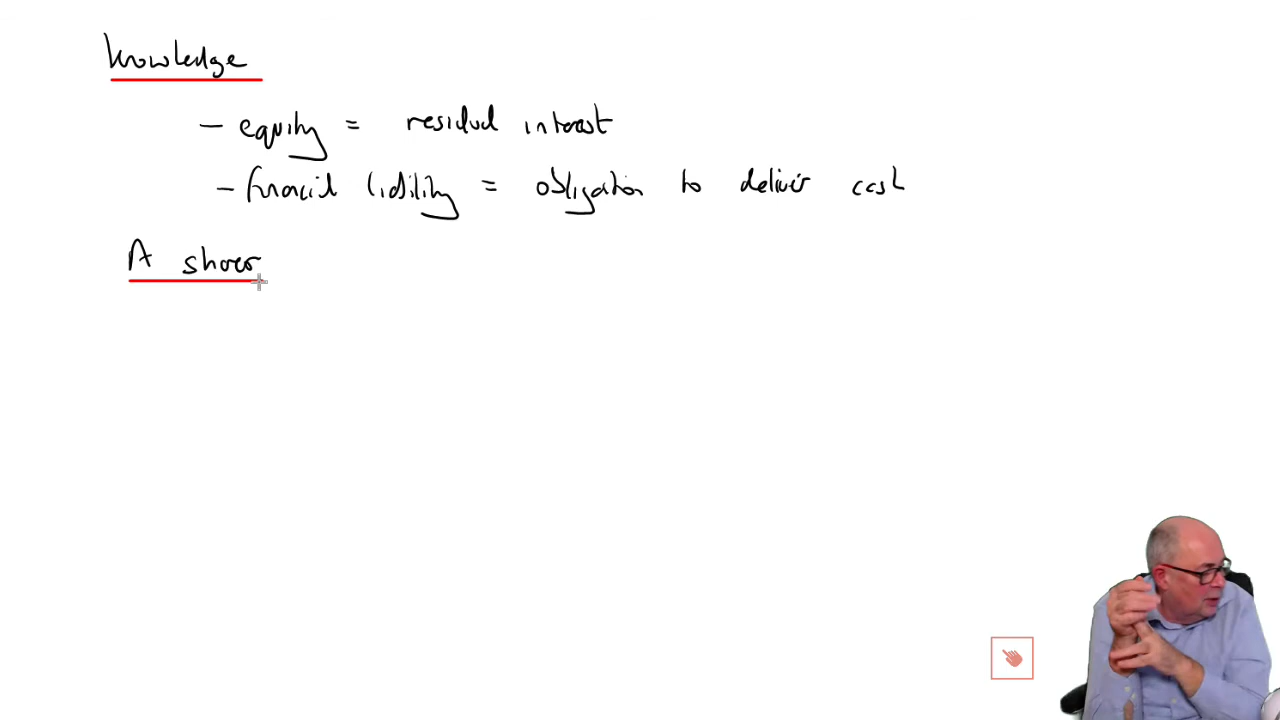 Knowledge
- equity = residual interest
- financial liability = obligation to deliver cash
A shares